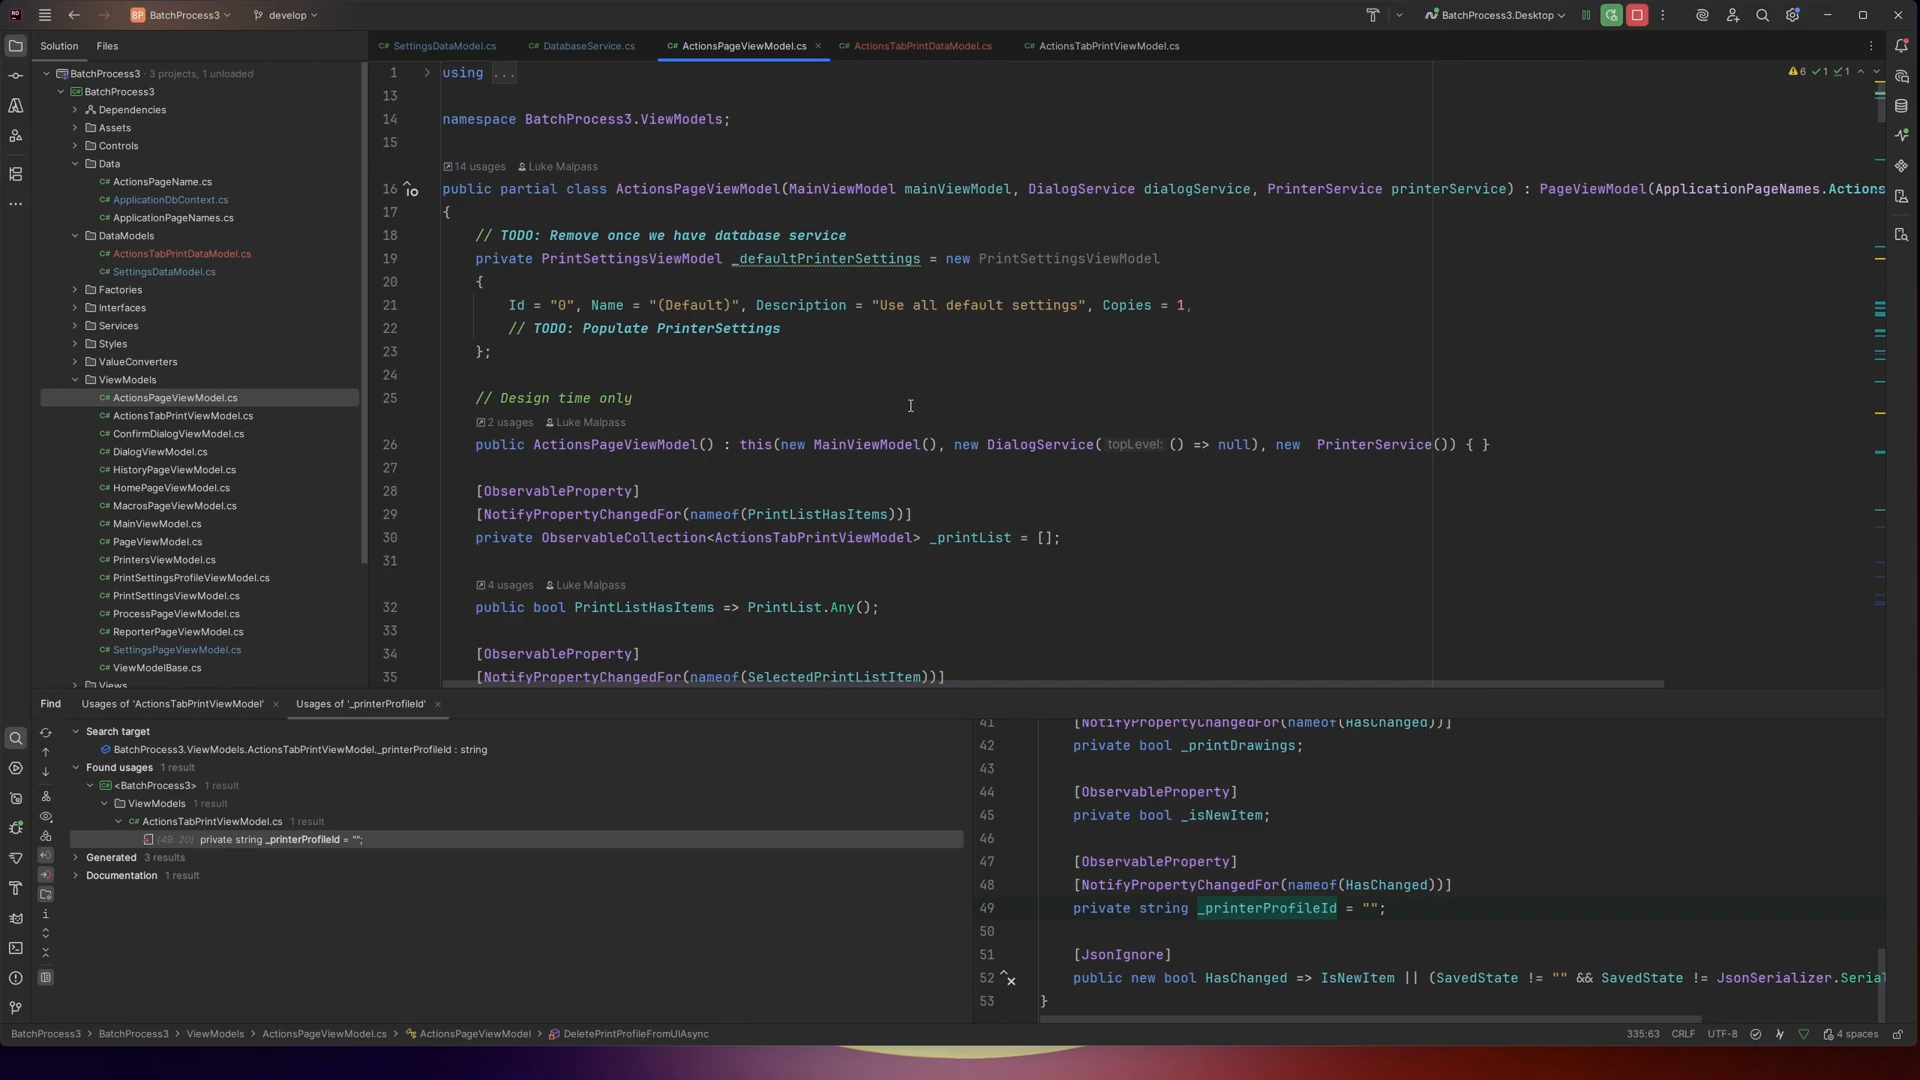 BP BatchProcess3 develop BatchProcess3.Desktop
Solution Files
SettingsDataModel.cs DatabaseService.cs ActionsPageViewModel.cs ActionsTabPrintDataModel.cs ActionsTabPrintViewModel.cs
BatchProcess3 · 3 projects, 1 unloaded
BatchProcess3
Dependencies
Assets
Controls
Data
ActionsPageName.cs
ApplicationDbContext.cs
ApplicationPageNames.cs
DataModels
ActionsTabPrintDataModel.cs
SettingsDataModel.cs
Factories
Interfaces
Services
Styles
ValueConverters
ViewModels
ActionsPageViewModel.cs
ActionsTabPrintViewModel.cs
ConfirmDialogViewModel.cs
DialogViewModel.cs
HistoryPageViewModel.cs
HomePageViewModel.cs
MacrosPageViewModel.cs
MainViewModel.cs
PageViewModel.cs
PrintersViewModel.cs
PrintSettingsProfileViewModel.cs
PrintSettingsViewModel.cs
ProcessPageViewModel.cs
ReporterPageViewModel.cs
SettingsPageViewModel.cs
ViewModelBase.cs
Views
6 1 1
1 using ...
13
14 namespace BatchProcess3.ViewModels;
15
14 usages Luke Malpass
16 public partial class ActionsPageViewModel(MainViewModel mainViewModel, DialogService dialogService, PrinterService printerService) : PageViewModel(ApplicationPageNames.Actions
17 {
18 // TODO: Remove once we have database service
19 private PrintSettingsViewModel _defaultPrinterSettings = new PrintSettingsViewModel
20 {
21 Id = "0", Name = "(Default)", Description = "Use all default settings", Copies = 1,
22 // TODO: Populate PrinterSettings
23 };
24
25 // Design time only
2 usages Luke Malpass
26 public ActionsPageViewModel() : this(new MainViewModel(), new DialogService( topLevel: () => null), new PrinterService()) { }
27
28 [ObservableProperty]
29 [NotifyPropertyChangedFor(nameof(PrintListHasItems))]
30 private ObservableCollection<ActionsTabPrintViewModel> _printList = [];
31
4 usages Luke Malpass
32 public bool PrintListHasItems => PrintList.Any();
33
34 [ObservableProperty]
35 [NotifyPropertyChangedFor(nameof(SelectedPrintListItem))]
Find Usages of 'ActionsTabPrintViewModel' Usages of '_printerProfileId'
Search target
BatchProcess3.ViewModels.ActionsTabPrintViewModel._printerProfileId : string
Found usages 1 result
<BatchProcess3> 1 result
ViewModels 1 result
ActionsTabPrintViewModel.cs 1 result
(49: 20) private string _printerProfileId = "";
Generated 3 results
Documentation 1 result
41 [NotifyPropertyChangedFor(nameof(HasChanged))]
42 private bool _printDrawings;
43
44 [ObservableProperty]
45 private bool _isNewItem;
46
47 [ObservableProperty]
48 [NotifyPropertyChangedFor(nameof(HasChanged))]
49 private string _printerProfileId = "";
50
51 [JsonIgnore]
52 public new bool HasChanged => IsNewItem || (SavedState != "" && SavedState != JsonSerializer.Serial
53 }
BatchProcess3 > BatchProcess3 > ViewModels > ActionsPageViewModel.cs > ActionsPageViewModel > DeletePrintProfileFromUIAsync 335:63 CRLF UTF-8 4 spaces